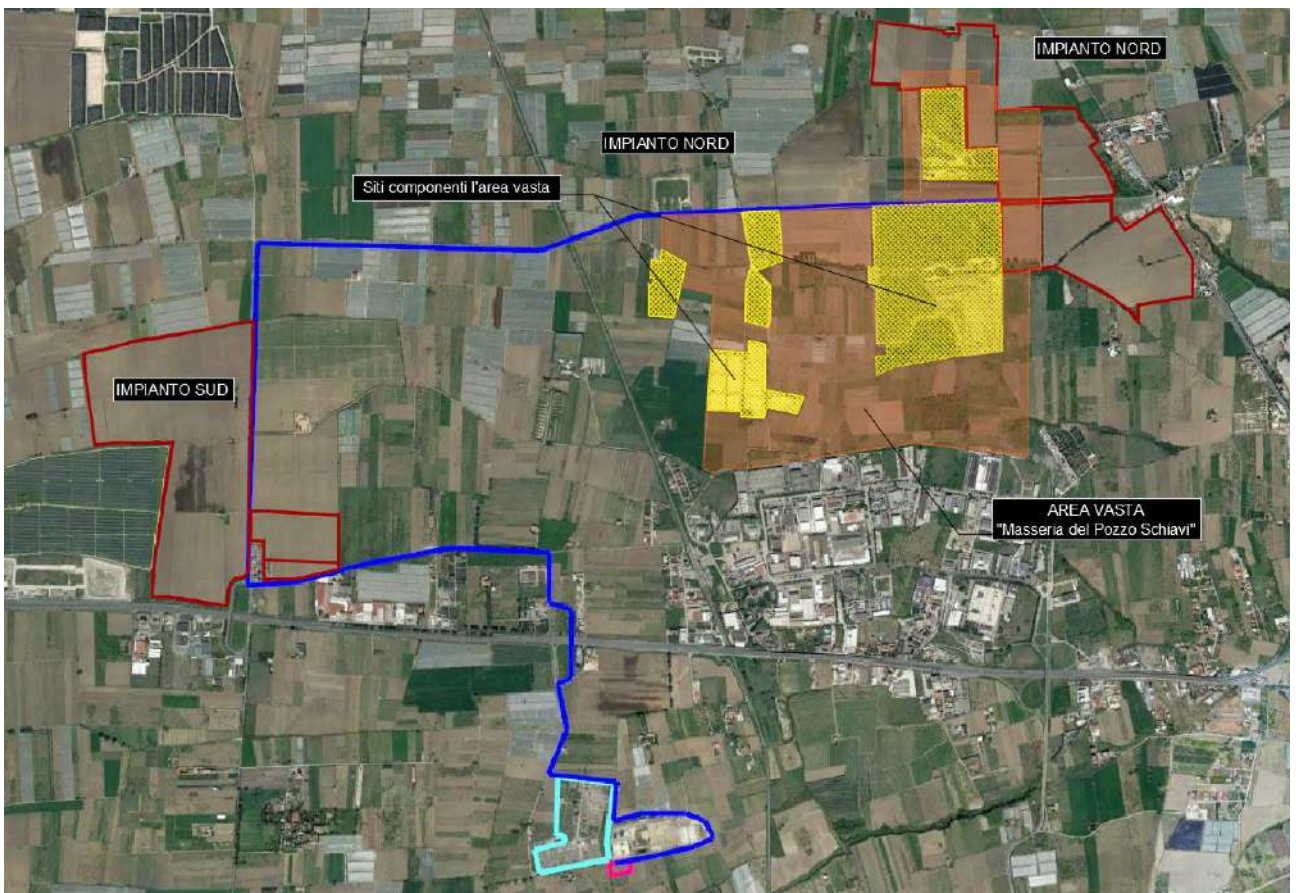 IMPIANTO NORD
IMPIANTO NORD
Siti componenti l'area vasta
IMPIANTO SUD
AREA VASTA
"Masseria del Pozzo Schiavi"